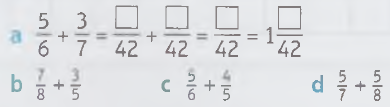 a 5/6 + 3/7 = □/42 + □/42 = □/42 = 1 □/42
b 7/8 + 3/5 c 5/6 + 4/5 d 5/7 + 5/8